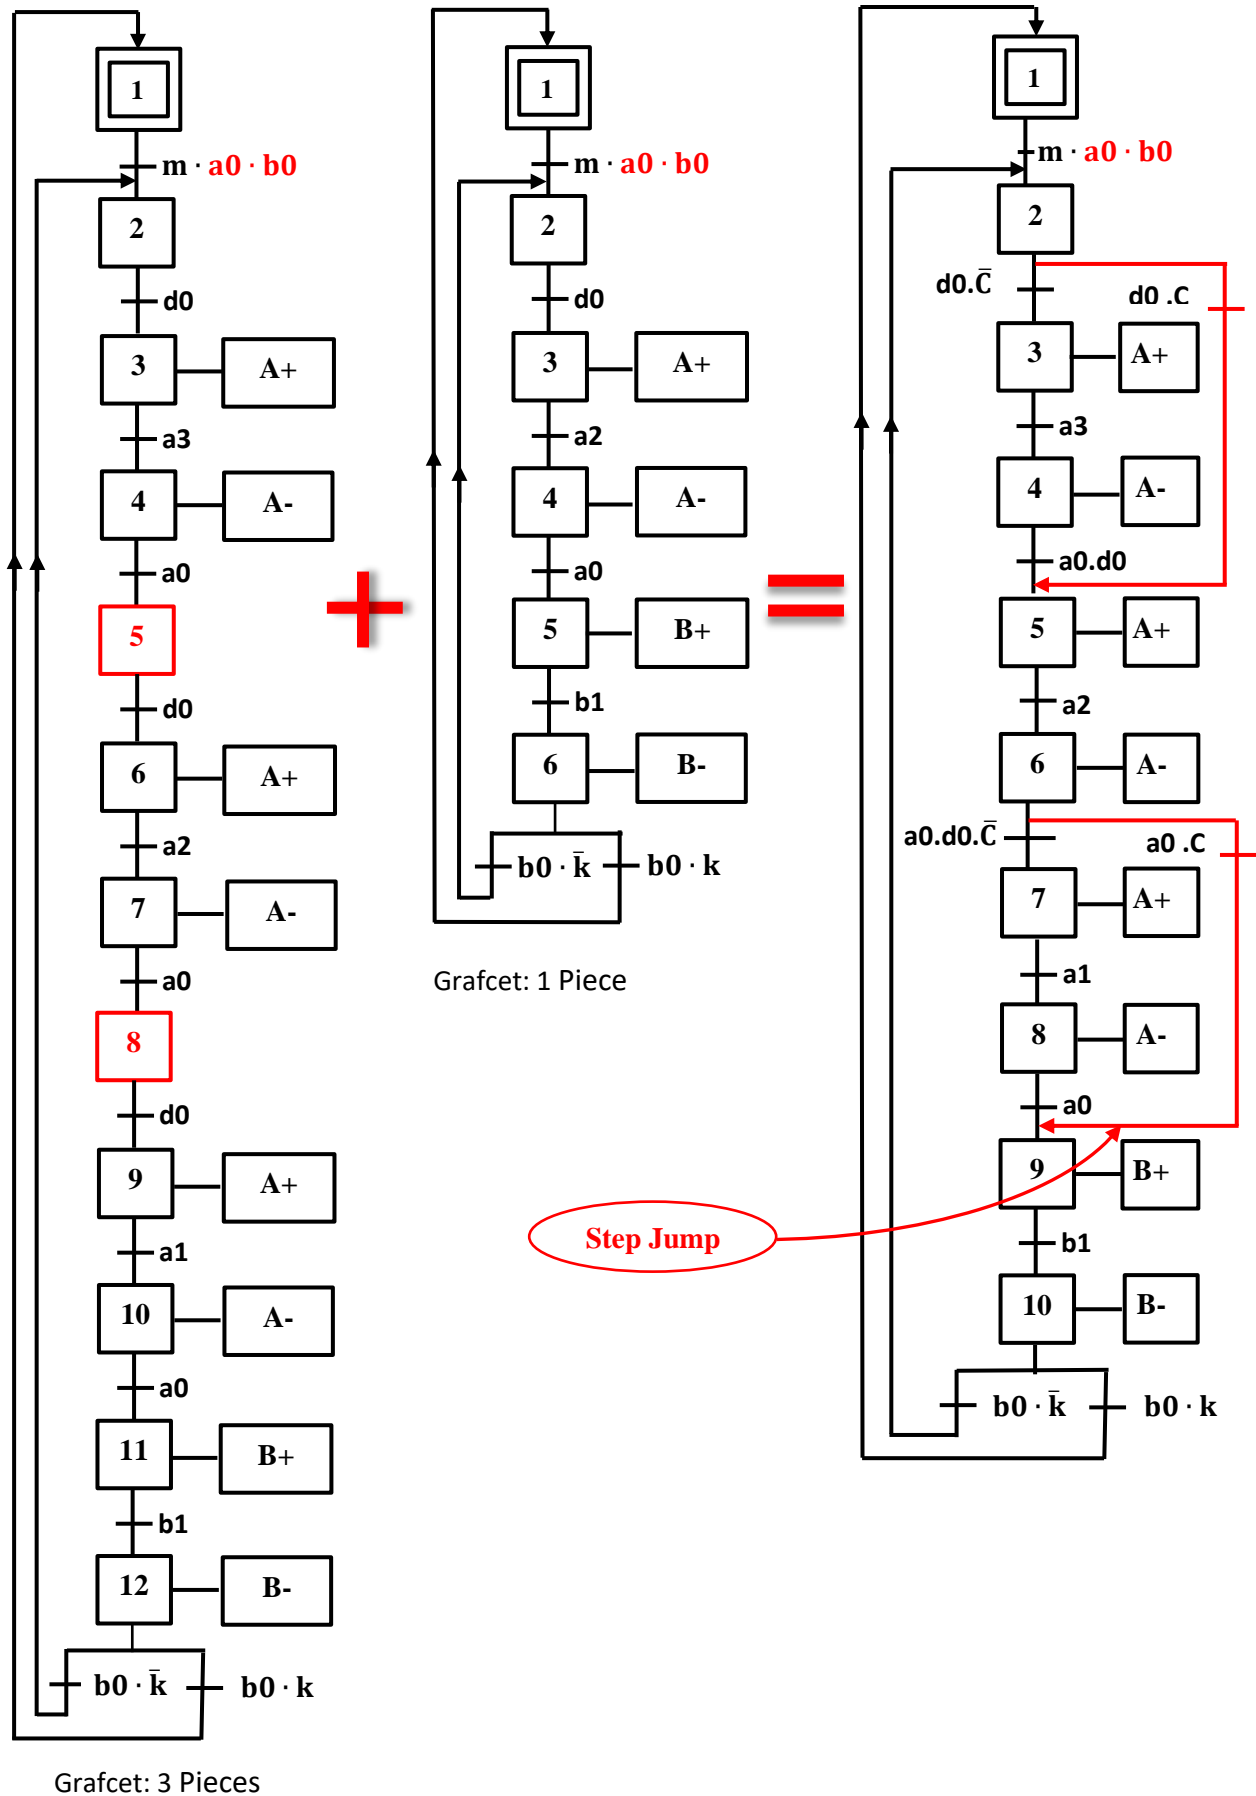 1
m · a0 · b0
2
d0
3
A+
a3
4
A-
a0
5
d0
6
A+
a2
7
A-
a0
8
d0
9
A+
a1
10
A-
a0
11
B+
b1
12
B-
b0 · k̄
b0 · k
Grafcet: 3 Pieces
1
m · a0 · b0
2
d0
3
A+
a2
4
A-
a0
5
B+
b1
6
B-
b0 · k̄
b0 · k
Grafcet: 1 Piece
1
m · a0 · b0
2
d0.C̄
d0 .C
3
A+
a3
4
A-
a0.d0
5
A+
a2
6
A-
a0.d0.C̄
a0 .C
7
A+
a1
8
A-
a0
9
B+
Step Jump
b1
10
B-
b0 · k̄
b0 · k